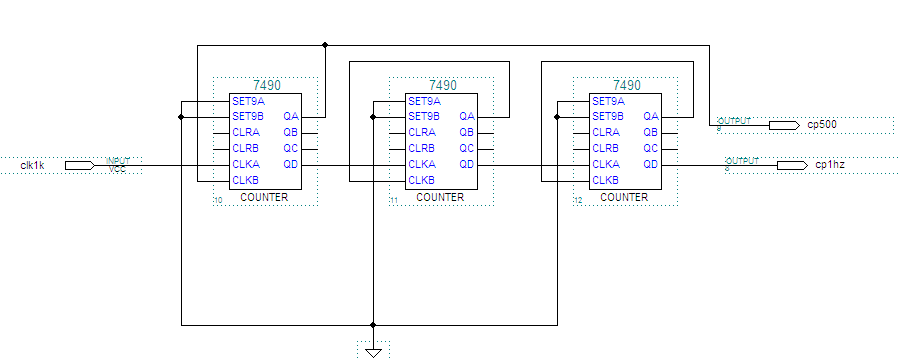 7490
SET9A
SET9B QA
CLRA QB
CLRB QC
CLKA QD
CLKB
COUNTER
10
7490
SET9A
SET9B QA
CLRA QB
CLRB QC
CLKA QD
CLKB
COUNTER
11
7490
SET9A
SET9B QA
CLRA QB
CLRB QC
CLKA QD
CLKB
COUNTER
12
clk1k
INPUT
VCC
OUTPUT
cp500
OUTPUT
cp1hz